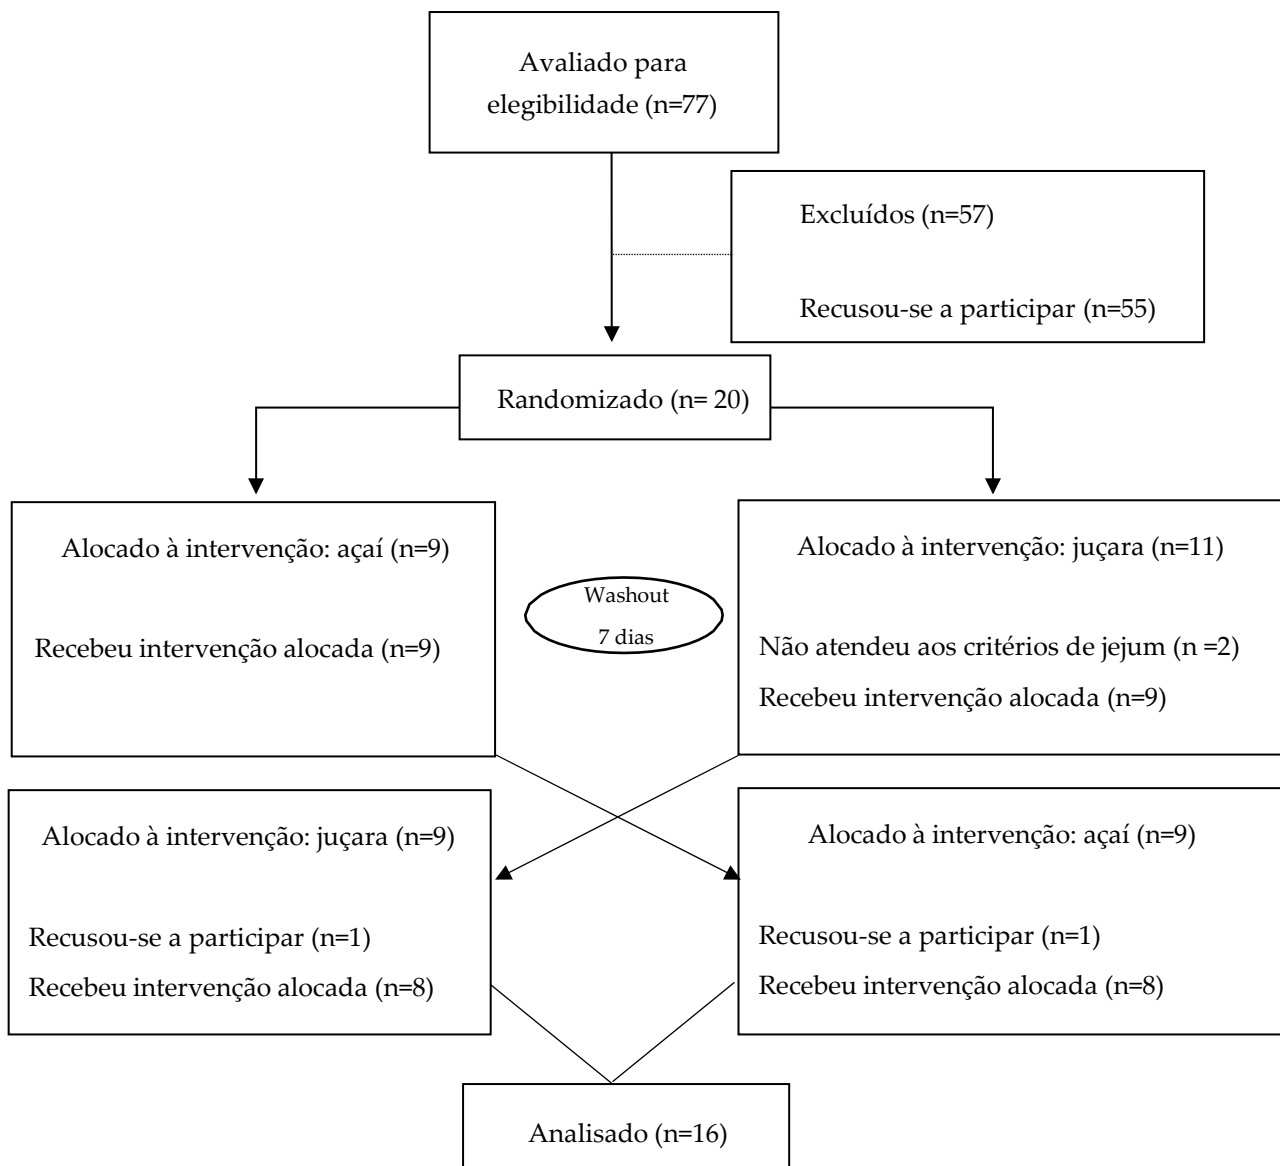 Avaliado para
elegibilidade (n=77)
Excluídos (n=57)
Recusou-se a participar (n=55)
Randomizado (n= 20)
Alocado à intervenção: açaí (n=9)
Recebeu intervenção alocada (n=9)
Washout
7 dias
Alocado à intervenção: juçara (n=11)
Não atendeu aos critérios de jejum (n =2)
Recebeu intervenção alocada (n=9)
Alocado à intervenção: juçara (n=9)
Recusou-se a participar (n=1)
Recebeu intervenção alocada (n=8)
Alocado à intervenção: açaí (n=9)
Recusou-se a participar (n=1)
Recebeu intervenção alocada (n=8)
Analisado (n=16)